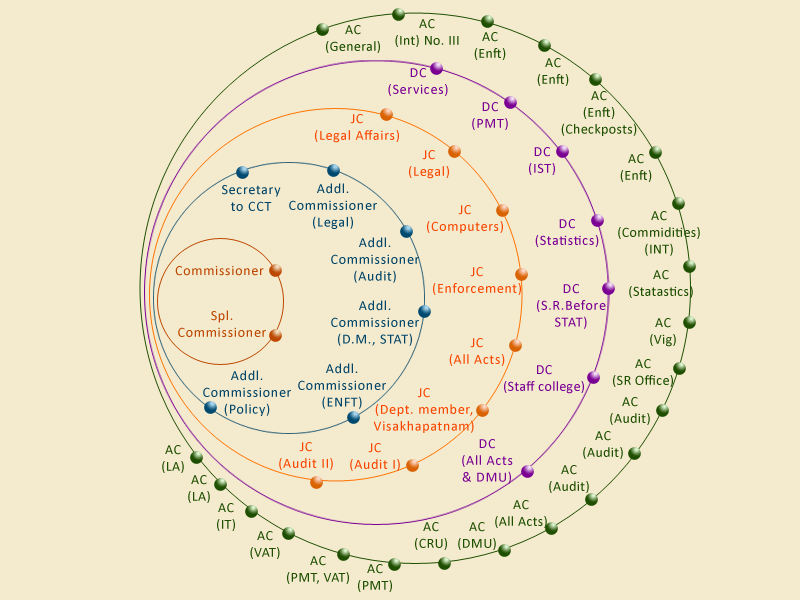 AC
(General)
AC
(Int) No. III
AC
(Enft)
AC
(Enft)
AC
(Enft)
(Checkposts)
AC
(Enft)
AC
(Commodities)
(INT)
AC
(Statastics)
AC
(Vig)
AC
(SR Office)
AC
(Audit)
AC
(Audit)
AC
(Audit)
AC
(All Acts)
AC
(DMU)
AC
(CRU)
AC
(PMT)
AC
(PMT, VAT)
AC
(VAT)
AC
(IT)
AC
(LA)
AC
(LA)
DC
(Services)
DC
(PMT)
DC
(IST)
DC
(Statistics)
DC
(S.R.Before
STAT)
DC
(Staff college)
DC
(All Acts
& DMU)
JC
(Legal Affairs)
JC
(Legal)
JC
(Computers)
JC
(Enforcement)
JC
(All Acts)
JC
(Dept. member,
Visakhapatnam)
JC
(Audit I)
JC
(Audit II)
Secretary
to CCT
Addl.
Commissioner
(Legal)
Addl.
Commissioner
(Audit)
Addl.
Commissioner
(D.M., STAT)
Addl.
Commissioner
(ENFT)
Addl.
Commissioner
(Policy)
Commissioner
Spl.
Commissioner